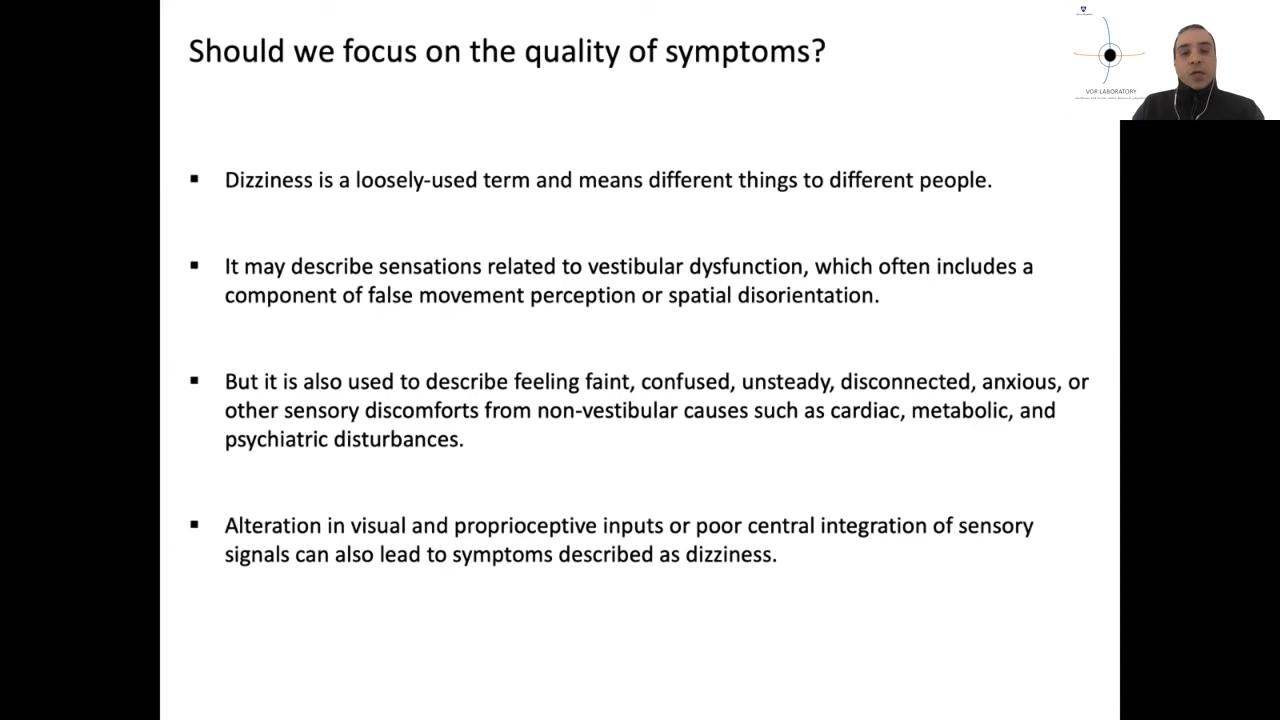 Should we focus on the quality of symptoms?
VOR LABORATORY
▪ Dizziness is a loosely-used term and means different things to different people.
▪ It may describe sensations related to vestibular dysfunction, which often includes a
component of false movement perception or spatial disorientation.
▪ But it is also used to describe feeling faint, confused, unsteady, disconnected, anxious, or
other sensory discomforts from non-vestibular causes such as cardiac, metabolic, and
psychiatric disturbances.
▪ Alteration in visual and proprioceptive inputs or poor central integration of sensory
signals can also lead to symptoms described as dizziness.